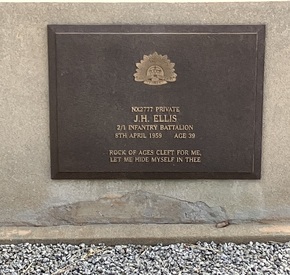 NX2777 PRIVATE
J.H. ELLIS
2/1 INFANTRY BATTALION
8TH APRIL 1959 AGE 39
ROCK OF AGES, CLEFT FOR ME,
LET ME HIDE MYSELF IN THEE